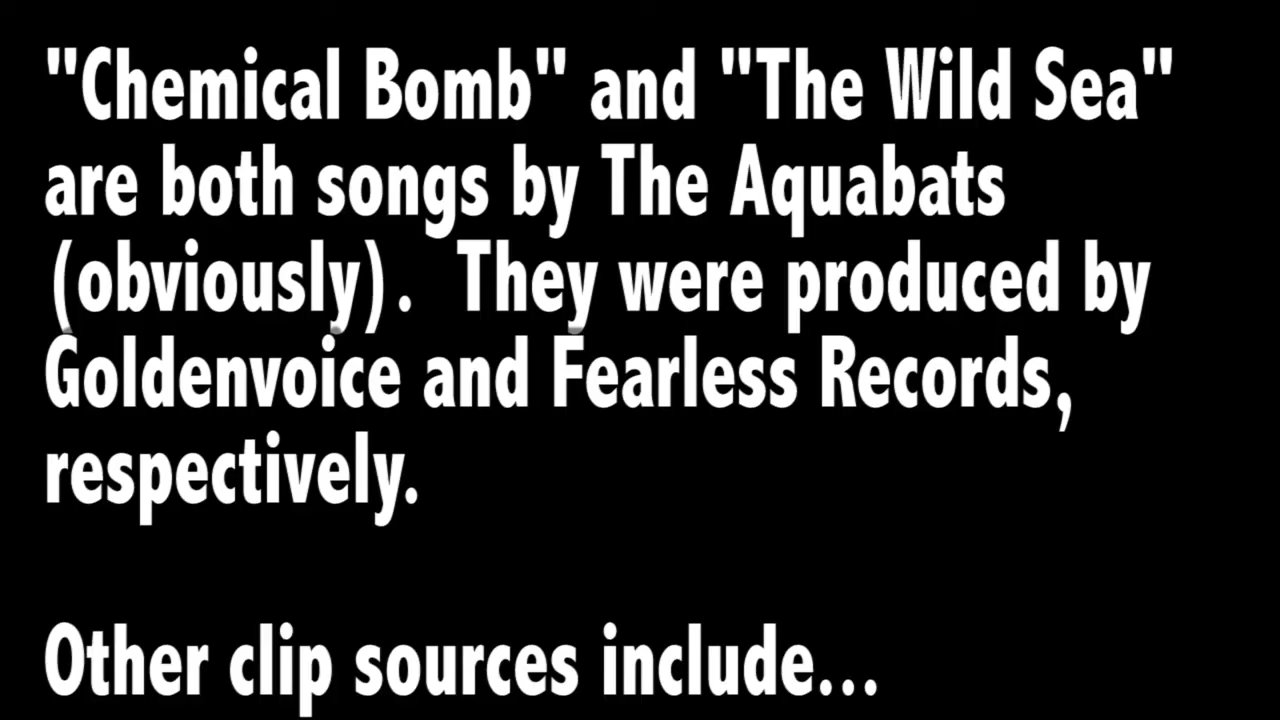 "Chemical Bomb" and "The Wild Sea"
are both songs by The Aquabats
(obviously).  They were produced by
Goldenvoice and Fearless Records,
respectively.
Other clip sources include...